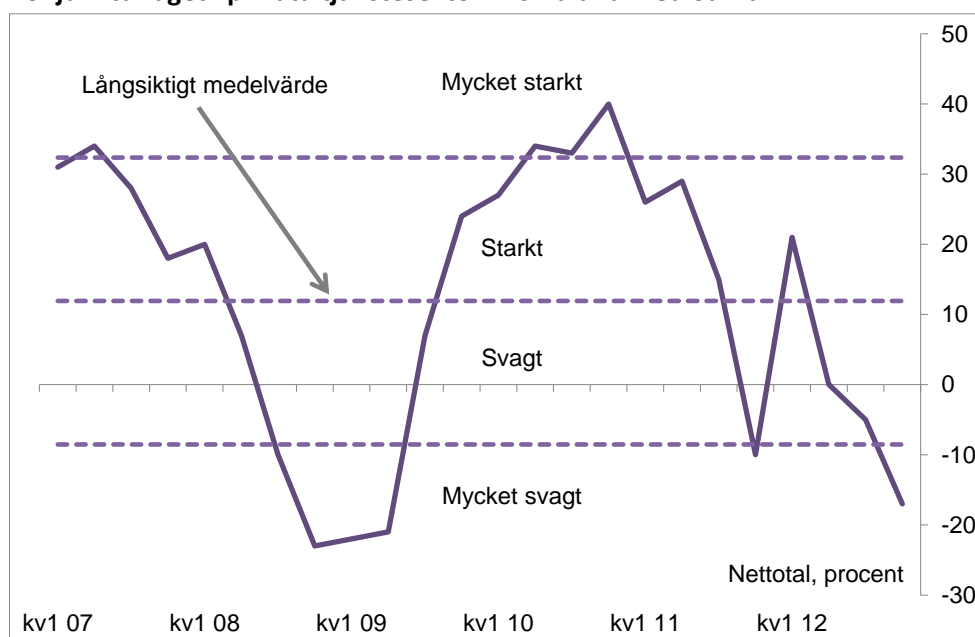 50
Mycket starkt
Långsiktigt medelvärde
40
30
20
Starkt
10
Svagt
0
-10
Mycket svagt
-20
Nettotal, procent
-30
kv1 07 kv1 08 kv1 09 kv1 10 kv1 11 kv1 12